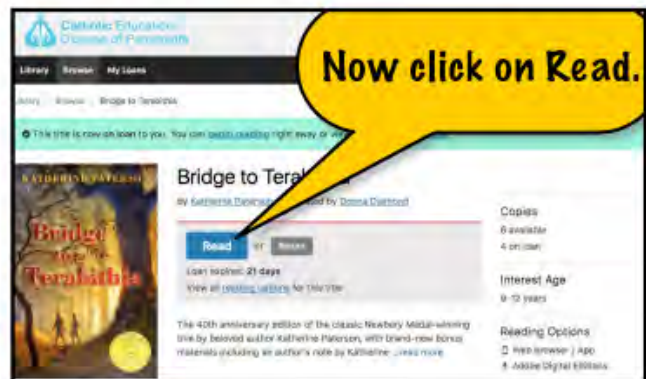 Catholic Education
Diocese of Parramatta
Now click on Read.
Library Browse My Loans
Library Browse Bridge to Terabithia
This title is now on loan to you. You can begin reading right away or
Bridge to Tera
KATHERINE PATERSON
Bridge
to
Terabithia
by Katherine Paterson by Donna Diamond
Read or Return
Loan expires: 21 days
View all reading options for this title
The 40th anniversary edition of the classic Newbery Medal-winning
title by beloved author Katherine Paterson, with brand-new bonus
materials including an author's note by Katherine ...read more
Copies
6 available
4 on loan
Interest Age
9-12 years
Reading Options
Web browser / App
Adobe Digital Editions